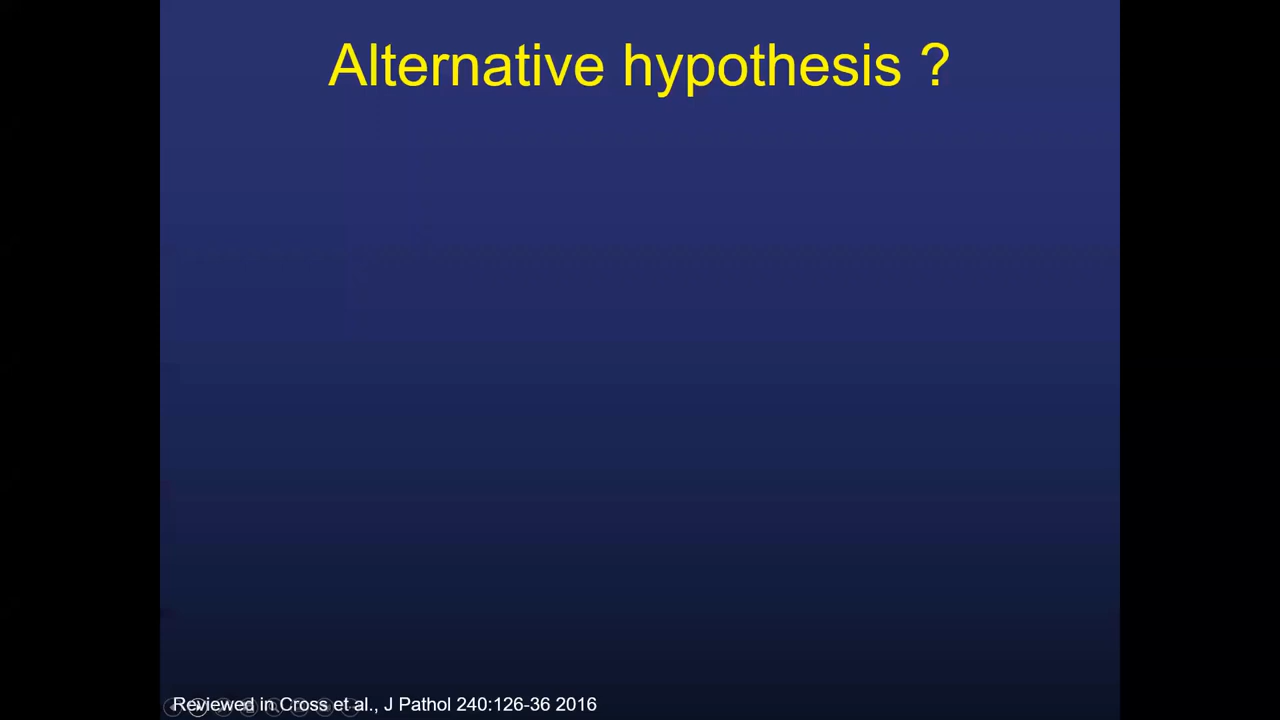 Alternative hypothesis ?
Reviewed in Cross et al., J Pathol 240:126-36 2016